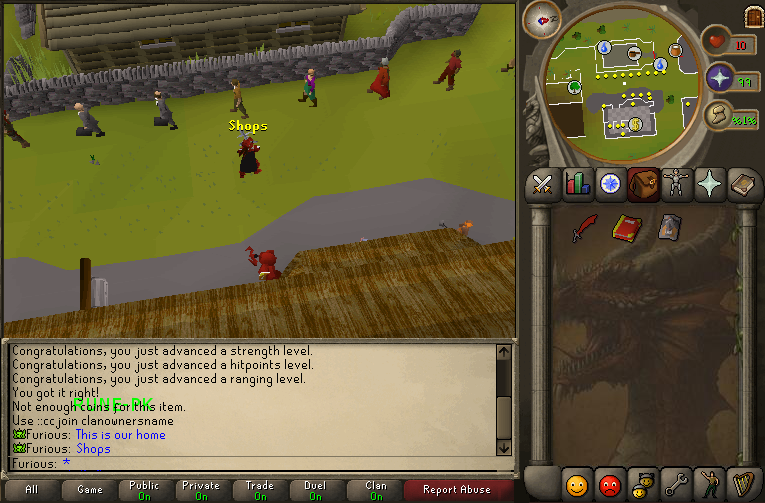 Shops
10
99
%1%
Congratulations, you just advanced a strength level.
Congratulations, you just advanced a hitpoints level.
Congratulations, you just advanced a ranging level.
You got it right!
RUNE-PK
Not enough coins for this item.
Use ::cc join clanownersname
Furious: This is our home
Furious: Shops
Furious: *
All
Game
Public
On
Private
On
Trade
On
Duel
On
Clan
On
Report Abuse